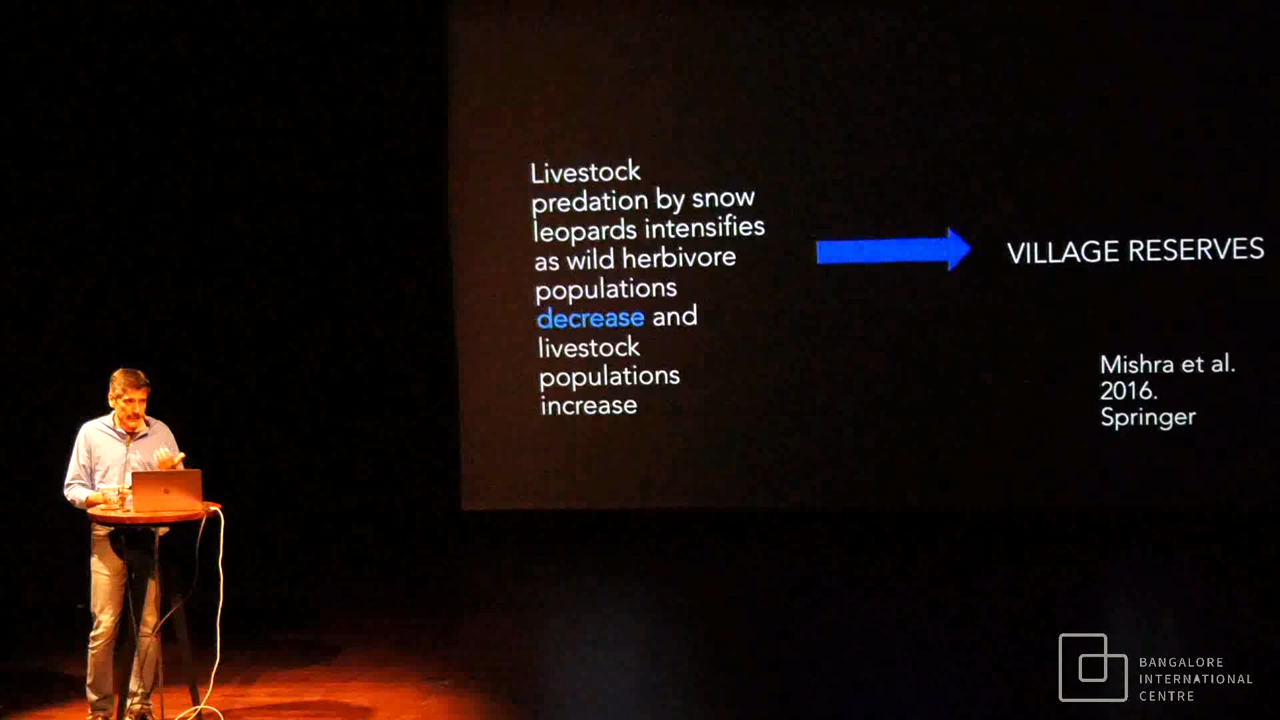 Livestock
predation by snow
leopards intensifies
as wild herbivore
populations
decrease and
livestock
populations
increase
VILLAGE RESERVES
Mishra et al.
2016.
Springer
BANGALORE
INTERNATIONAL
CENTRE